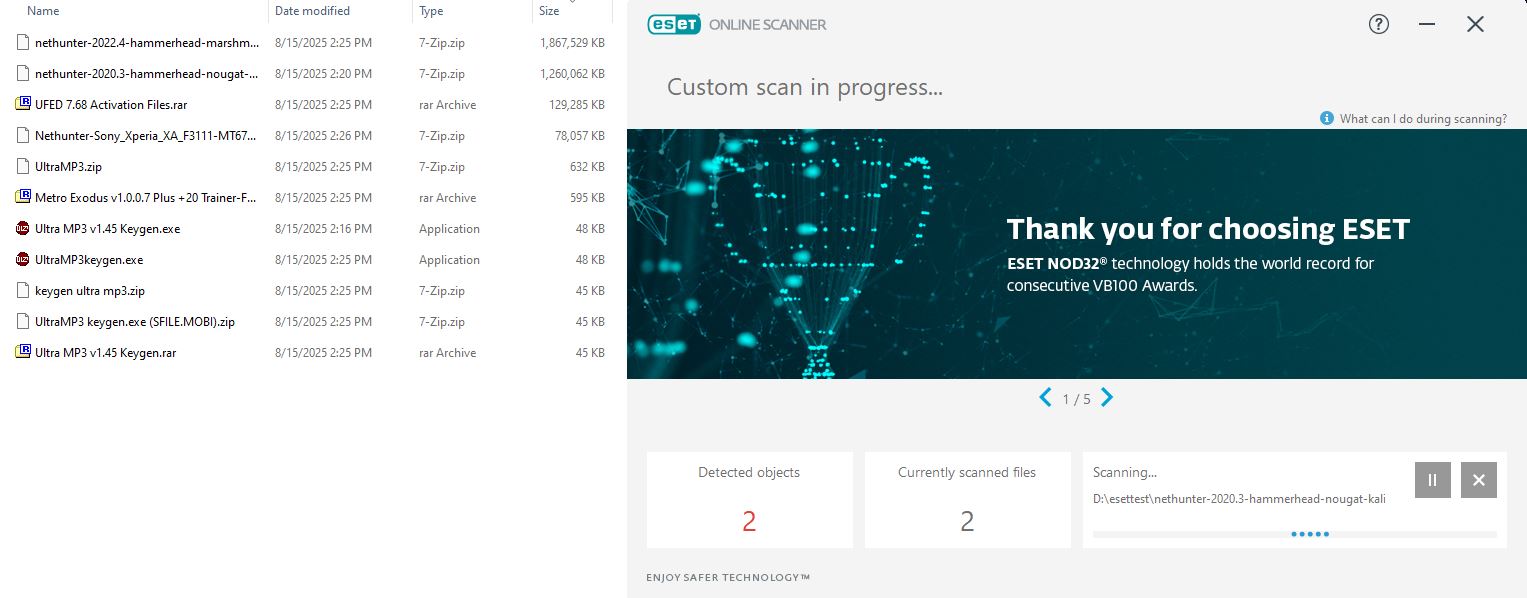 Name Date modified Type Size
nethunter-2022.4-hammerhead-marshm... 8/15/2025 2:25 PM 7-Zip.zip 1,867,529 KB
nethunter-2020.3-hammerhead-nougat-... 8/15/2025 2:20 PM 7-Zip.zip 1,260,062 KB
UFED 7.68 Activation Files.rar 8/15/2025 2:25 PM rar Archive 129,285 KB
Nethunter-Sony_Xperia_XA_F3111-MT67... 8/15/2025 2:26 PM 7-Zip.zip 78,057 KB
UltraMP3.zip 8/15/2025 2:25 PM 7-Zip.zip 632 KB
Metro Exodus v1.0.0.7 Plus +20 Trainer-F... 8/15/2025 2:25 PM rar Archive 595 KB
Ultra MP3 v1.45 Keygen.exe 8/15/2025 2:16 PM Application 48 KB
UltraMP3keygen.exe 8/15/2025 2:25 PM Application 48 KB
keygen ultra mp3.zip 8/15/2025 2:25 PM 7-Zip.zip 45 KB
UltraMP3 keygen.exe (SFILE.MOBI).zip 8/15/2025 2:25 PM 7-Zip.zip 45 KB
Ultra MP3 v1.45 Keygen.rar 8/15/2025 2:25 PM rar Archive 45 KB
eset ONLINE SCANNER
Custom scan in progress...
What can I do during scanning?
Thank you for choosing ESET
ESET NOD32® technology holds the world record for
consecutive VB100 Awards.
1 / 5
Detected objects
2
Currently scanned files
2
Scanning...
D:\esettest\nethunter-2020.3-hammerhead-nougat-kali
ENJOY SAFER TECHNOLOGY™